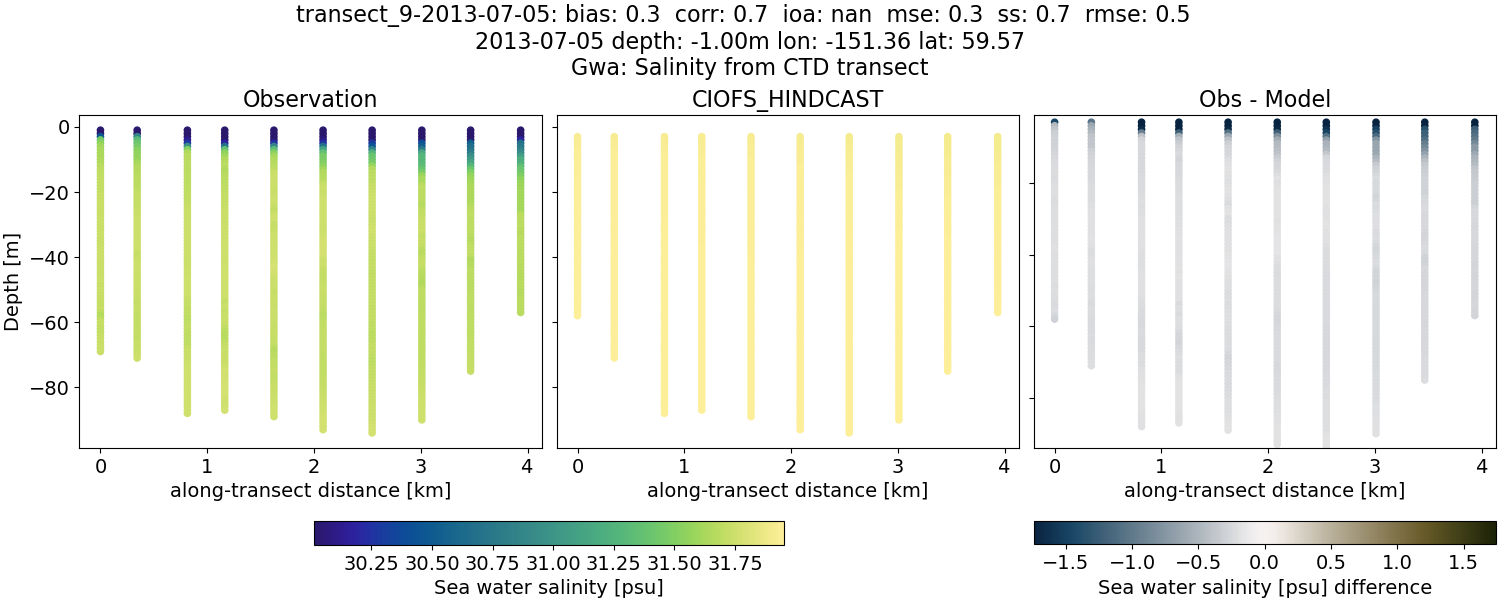 transect_9-2013-07-05: bias: 0.3  corr: 0.7  ioa: nan  mse: 0.3  ss: 0.7  rmse: 0.5
2013-07-05 depth: -1.00m lon: -151.36 lat: 59.57
Gwa: Salinity from CTD transect
Observation
CIOFS_HINDCAST
Obs - Model
Depth [m]
0
−20
−40
−60
−80
0 1 2 3 4
0 1 2 3 4
0 1 2 3 4
along-transect distance [km]
along-transect distance [km]
along-transect distance [km]
30.25 30.50 30.75 31.00 31.25 31.50 31.75
Sea water salinity [psu]
−1.5 −1.0 −0.5 0.0 0.5 1.0 1.5
Sea water salinity [psu] difference